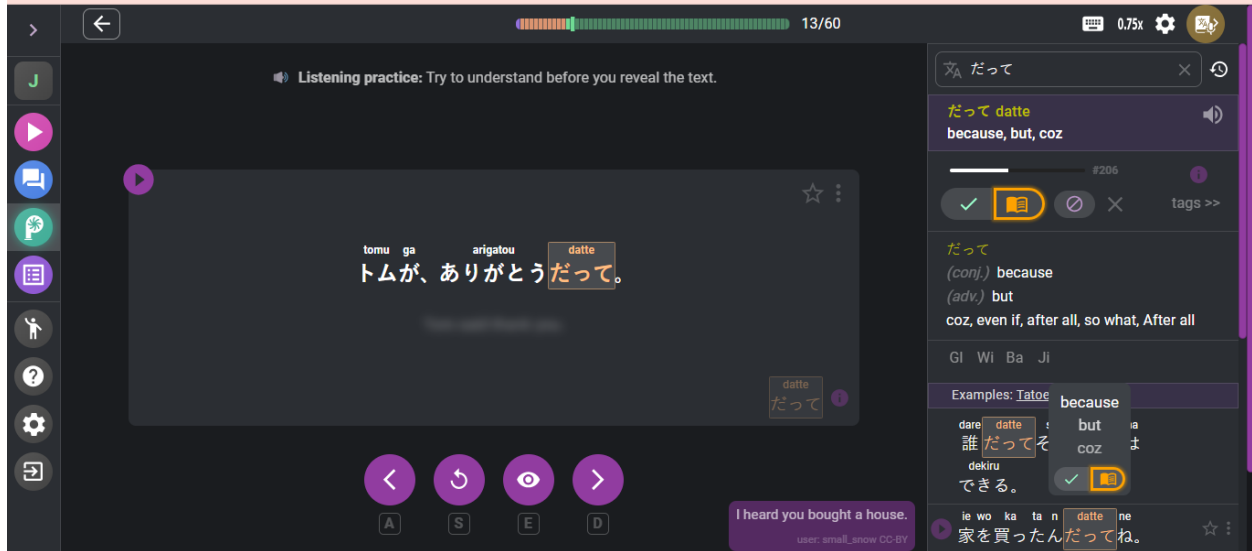 13/60
0.75x
J
Listening practice: Try to understand before you reveal the text.
だって
だって datte
because, but, coz
#206
tags >>
tomu ga arigatou datte
トムが、ありがとうだって。
Tom said thank you.
datte
だって
だって
(conj.) because
(adv.) but
coz, even if, after all, so what, After all
Gl Wi Ba Ji
Examples: Tatoe
because
but
coz
dare datte
誰だってそ は
dekiru
できる。
A S E D
I heard you bought a house.
user: small_snow CC-BY
ie wo ka ta n datte ne
家を買ったんだってね。